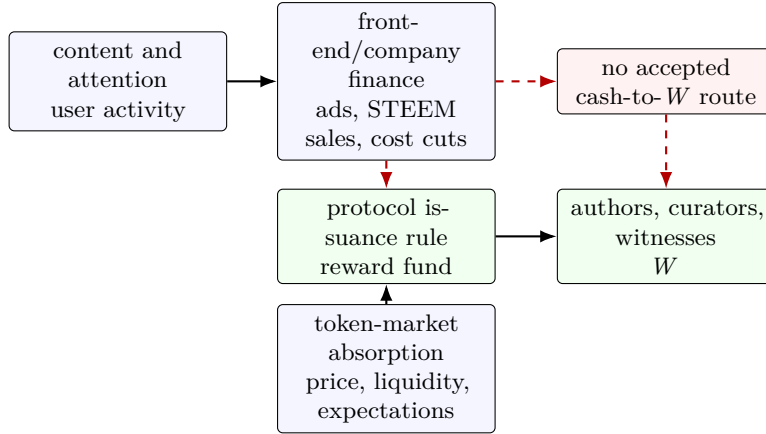 content and
attention
user activity
front-
end/company
finance
ads, STEEM
sales, cost cuts
no accepted
cash-to-W route
protocol is-
suance rule
reward fund
authors, curators,
witnesses
W
token-market
absorption
price, liquidity,
expectations